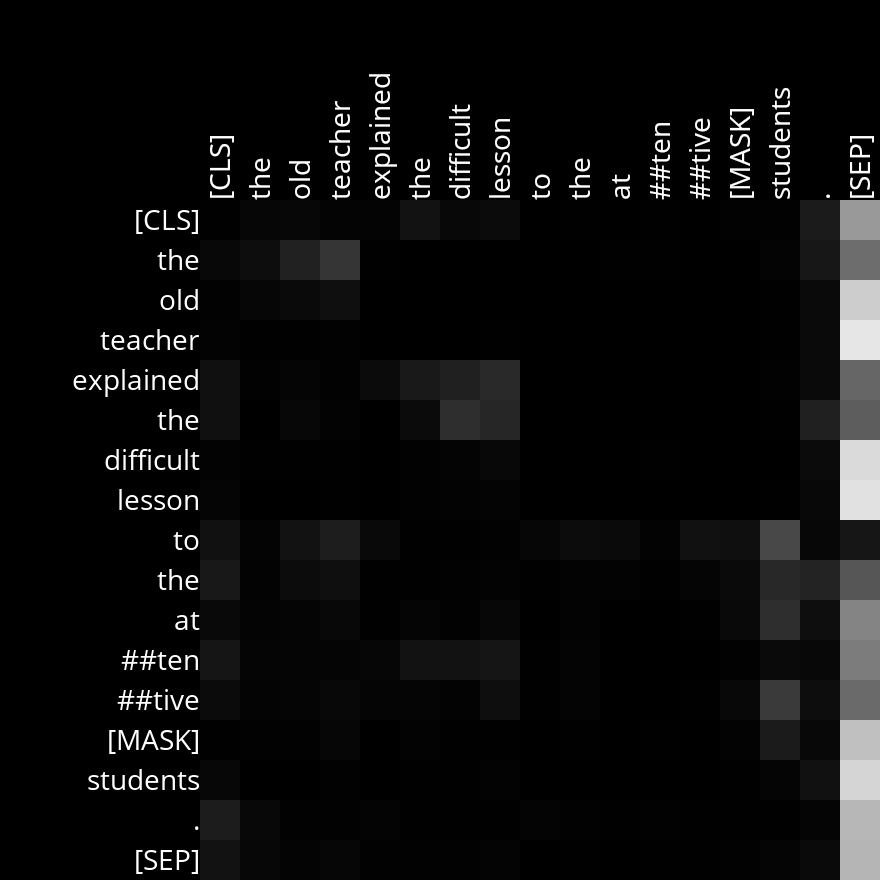 [CLS] the old teacher explained the difficult lesson to the at ##ten ##tive [MASK] students . [SEP]
[CLS]
the
old
teacher
explained
the
difficult
lesson
to
the
at
##ten
##tive
[MASK]
students
.
[SEP]